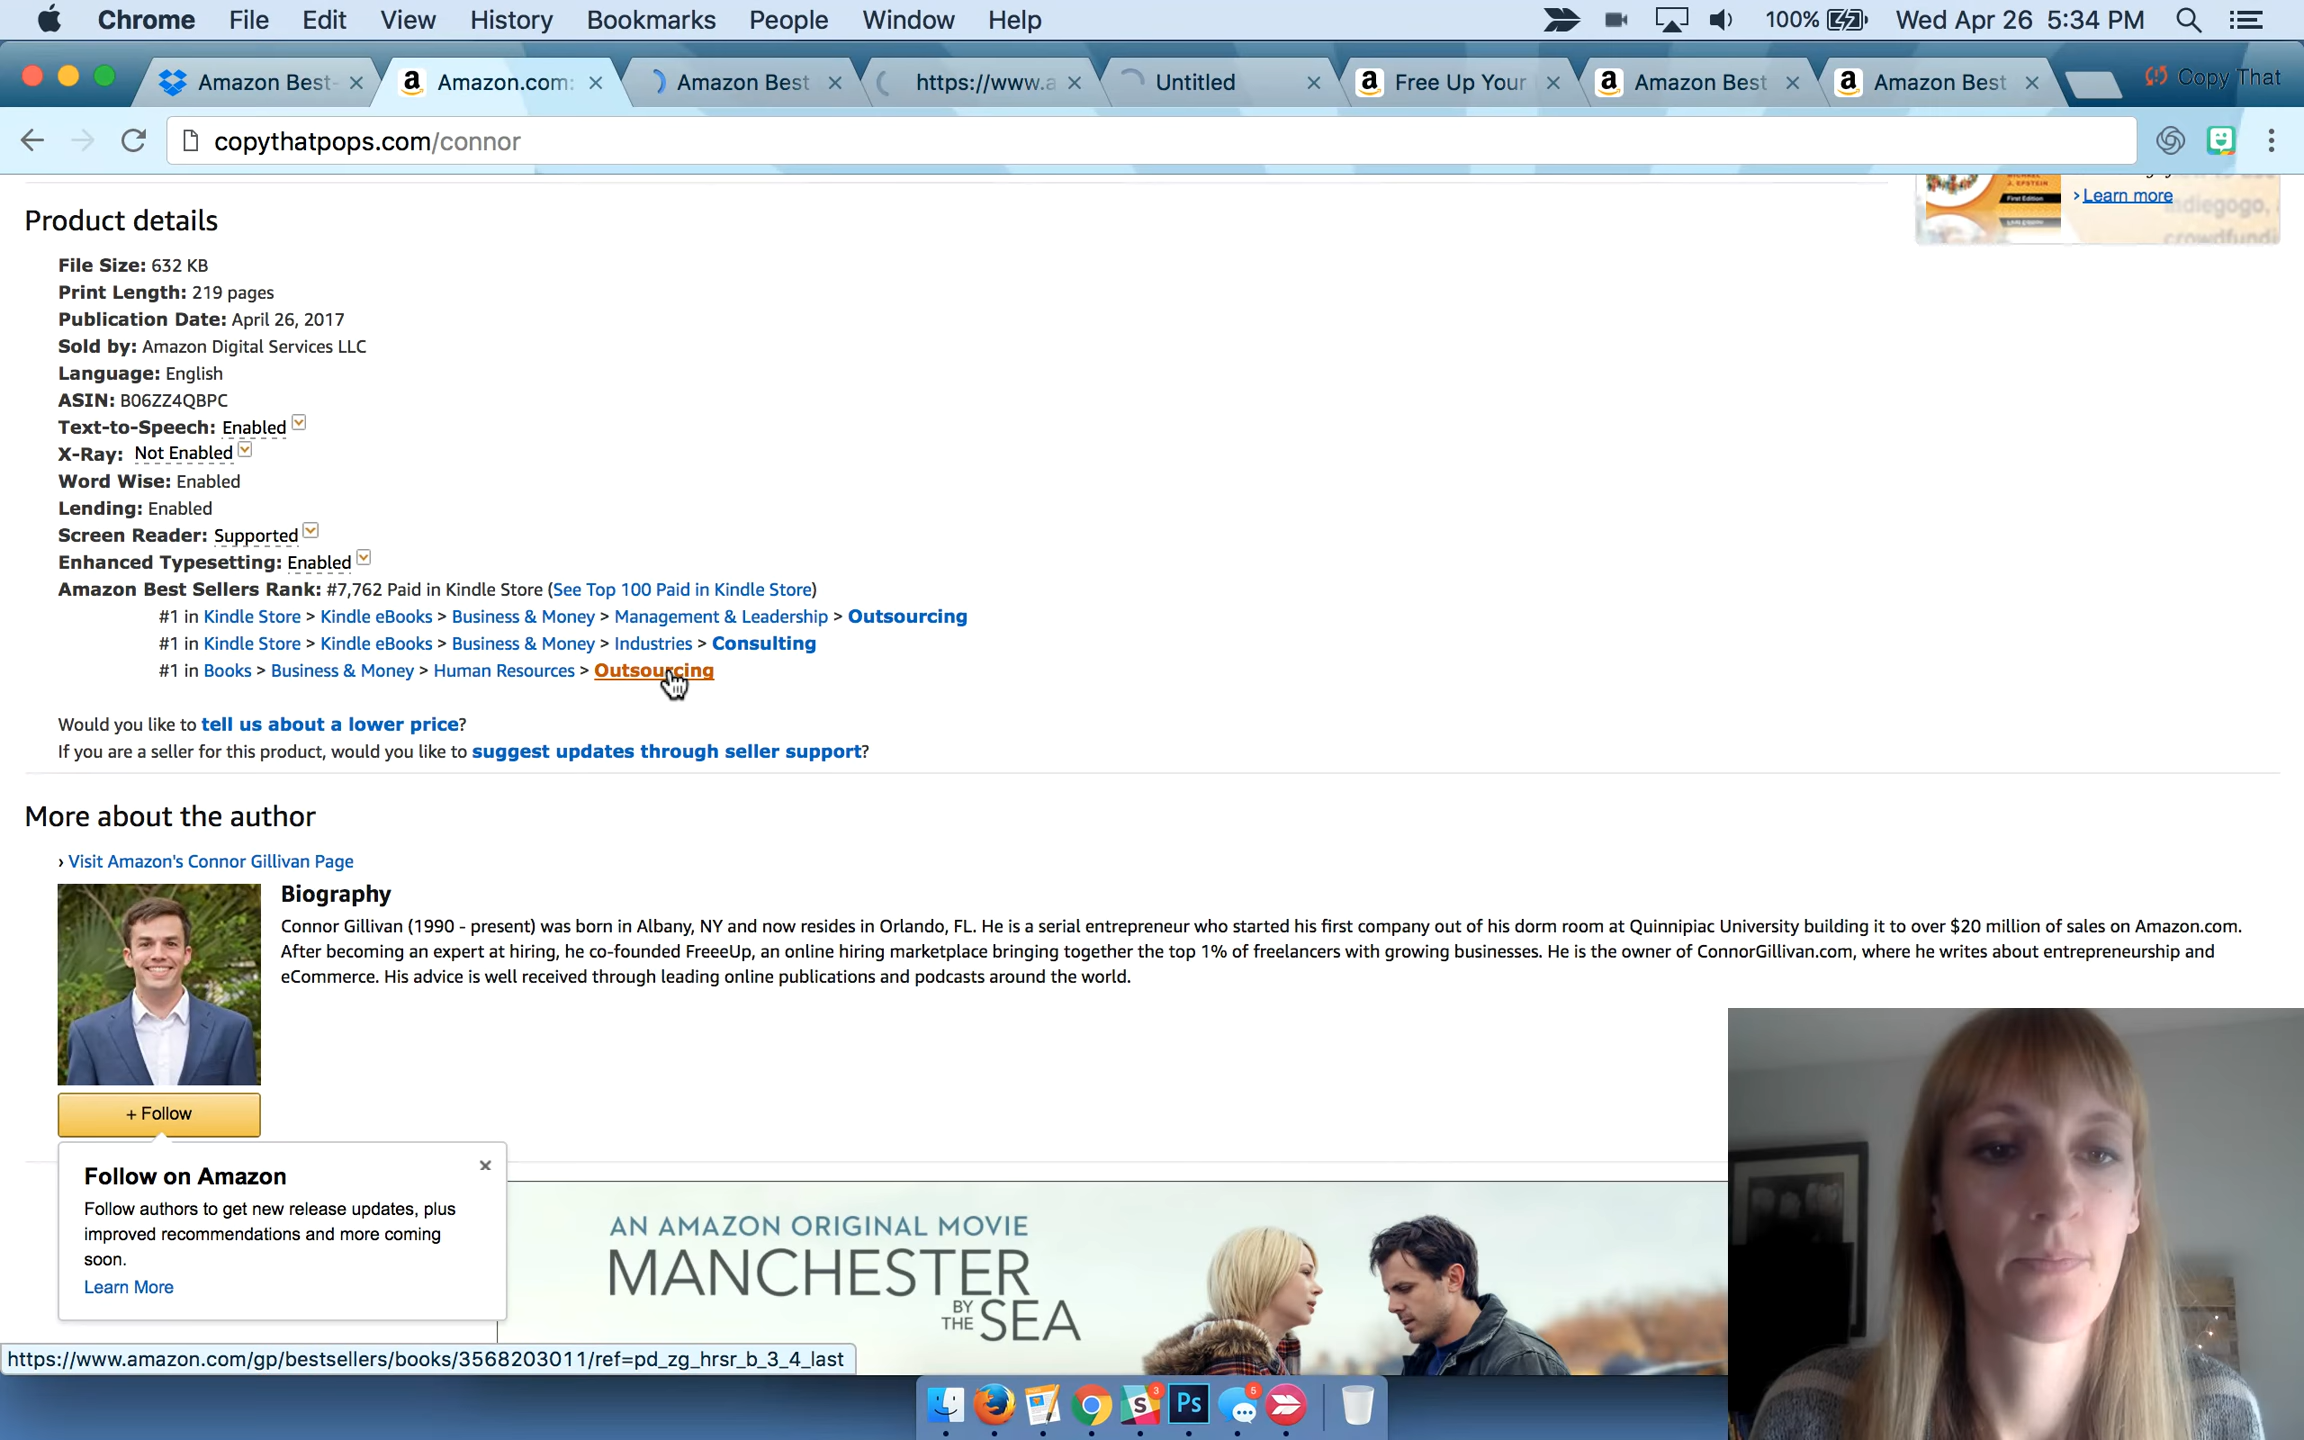 Chrome File Edit View History Bookmarks People Window Help 100% Wed Apr 26 5:34 PM
Amazon Best- Amazon.com: Amazon Best https://www.a Untitled Free Up Your Amazon Best Amazon Best Copy That
copythatpops.com/connor
› Learn more
Product details
File Size: 632 KB
Print Length: 219 pages
Publication Date: April 26, 2017
Sold by: Amazon Digital Services LLC
Language: English
ASIN: B06ZZ4QBPC
Text-to-Speech: Enabled
X-Ray: Not Enabled
Word Wise: Enabled
Lending: Enabled
Screen Reader: Supported
Enhanced Typesetting: Enabled
Amazon Best Sellers Rank: #7,762 Paid in Kindle Store (See Top 100 Paid in Kindle Store)
#1 in Kindle Store > Kindle eBooks > Business & Money > Management & Leadership > Outsourcing
#1 in Kindle Store > Kindle eBooks > Business & Money > Industries > Consulting
#1 in Books > Business & Money > Human Resources > Outsourcing
Would you like to tell us about a lower price?
If you are a seller for this product, would you like to suggest updates through seller support?
More about the author
› Visit Amazon's Connor Gillivan Page
Biography
Connor Gillivan (1990 - present) was born in Albany, NY and now resides in Orlando, FL. He is a serial entrepreneur who started his first company out of his dorm room at Quinnipiac University building it to over $20 million of sales on Amazon.com.
After becoming an expert at hiring, he co-founded FreeeUp, an online hiring marketplace bringing together the top 1% of freelancers with growing businesses. He is the owner of ConnorGillivan.com, where he writes about entrepreneurship and
eCommerce. His advice is well received through leading online publications and podcasts around the world.
+ Follow
Follow on Amazon
Follow authors to get new release updates, plus
improved recommendations and more coming
soon.
Learn More
AN AMAZON ORIGINAL MOVIE
MANCHESTER
BY THE SEA
https://www.amazon.com/gp/bestsellers/books/3568203011/ref=pd_zg_hrsr_b_3_4_last
S 3 Ps 5